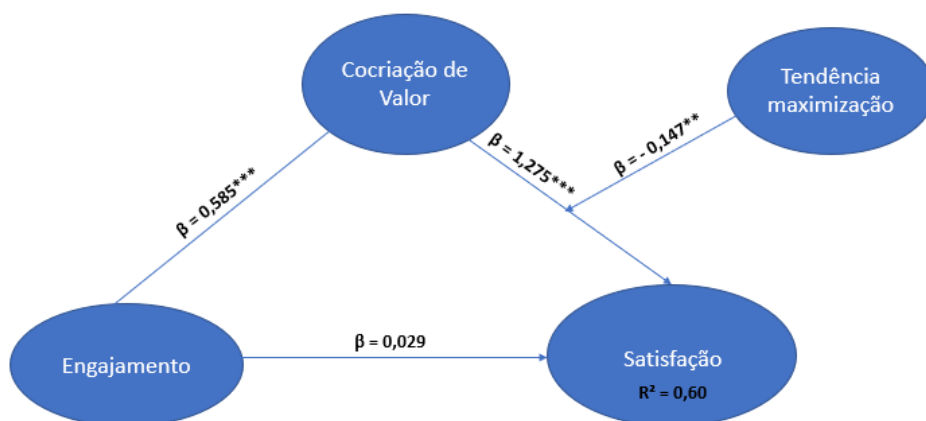 Cocriação de
Valor
Tendência
maximização
β = 0,585***
β = 1,275***
β = - 0,147**
Engajamento
β = 0,029
Satisfação
R² = 0,60